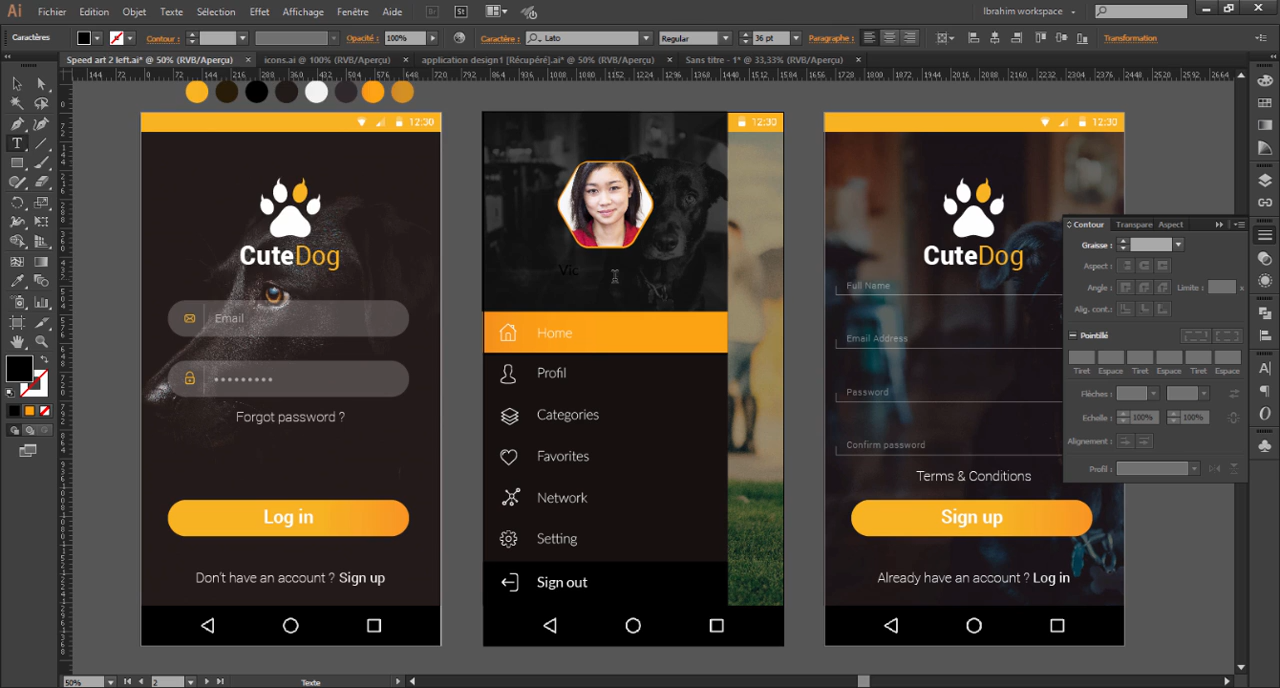 Ai Fichier Edition Objet Texte Sélection Effet Affichage Fenêtre Aide Br St Ibrahim workspace
Caractères Contour : Opacité : 100% Caractère : Lato Regular 36 pt Paragraphe : Transformation
Speed art 2 left.ai* @ 50% (RVB/Aperçu) × icons.ai @ 100% (RVB/Aperçu) × application design1 [Récupéré].ai* @ 50% (RVB/Aperçu) × Sans titre - 1* @ 33,33% (RVB/Aperçu) ×
12:30
CuteDog
Email
Forgot password ?
Log in
Don't have an account ? Sign up
12:30
Vic
Home
Profil
Categories
Favorites
Network
Setting
Sign out
12:30
CuteDog
Full Name
Email Address
Password
Confirm password
Terms & Conditions
Sign up
Already have an account ? Log in
Contour Transpare Aspect
Graisse :
Aspect :
Angle : Limite : x
Alig. cont. :
Pointillé
Tiret Espace Tiret Espace Tiret Espace
Flèches :
Echelle : 100% 100%
Alignement :
Profil :
50% 2 Texte